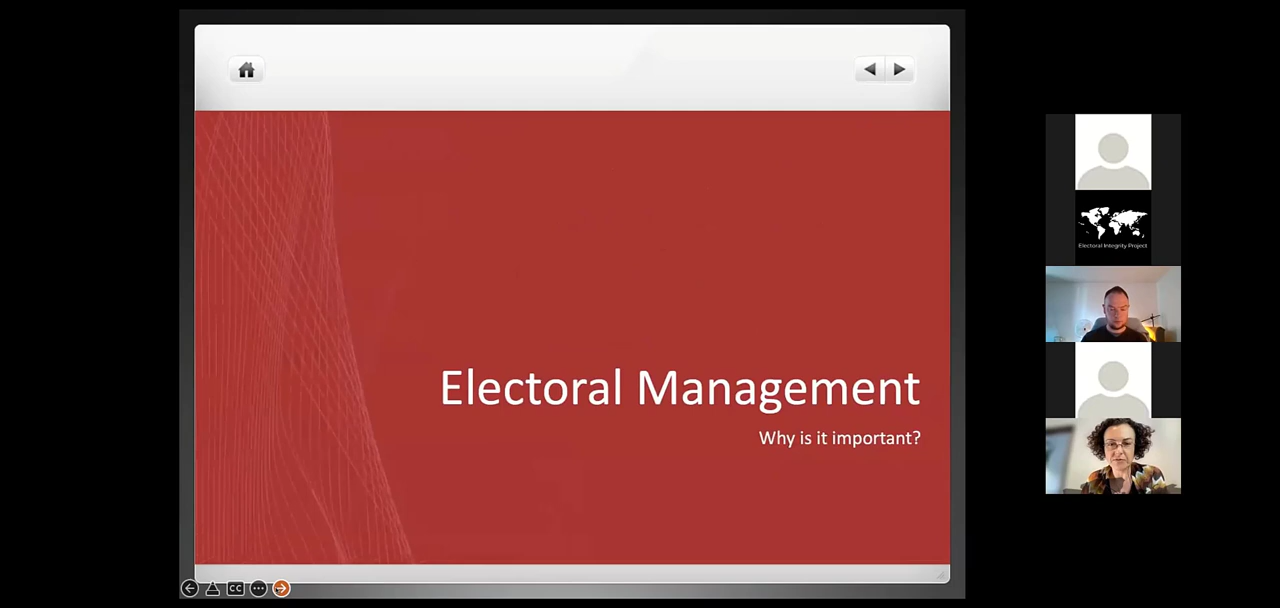 Electoral Management
Why is it important?
Electoral Integrity Project
CC